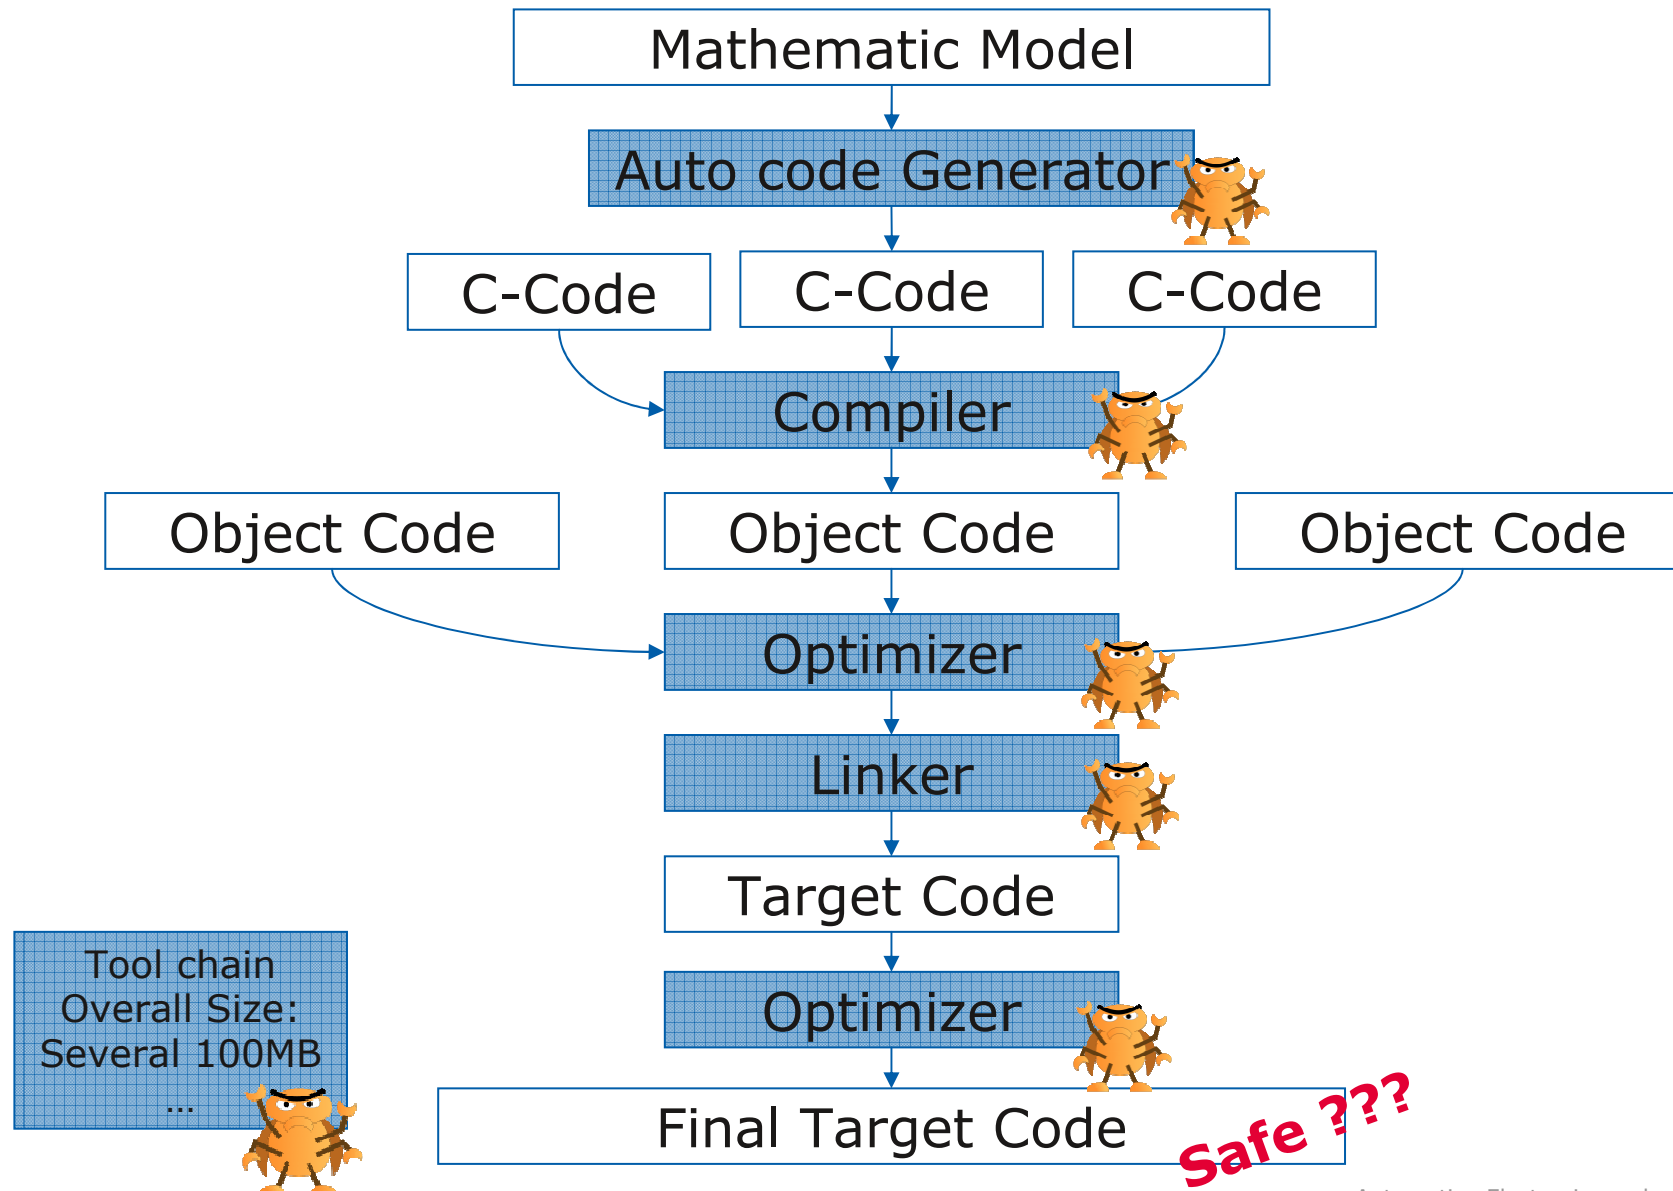 Mathematic Model
Auto code Generator
C-Code
C-Code
C-Code
Compiler
Object Code
Object Code
Object Code
Optimizer
Linker
Target Code
Tool chain
Overall Size:
Several 100MB
...
Optimizer
Final Target Code
Safe ???